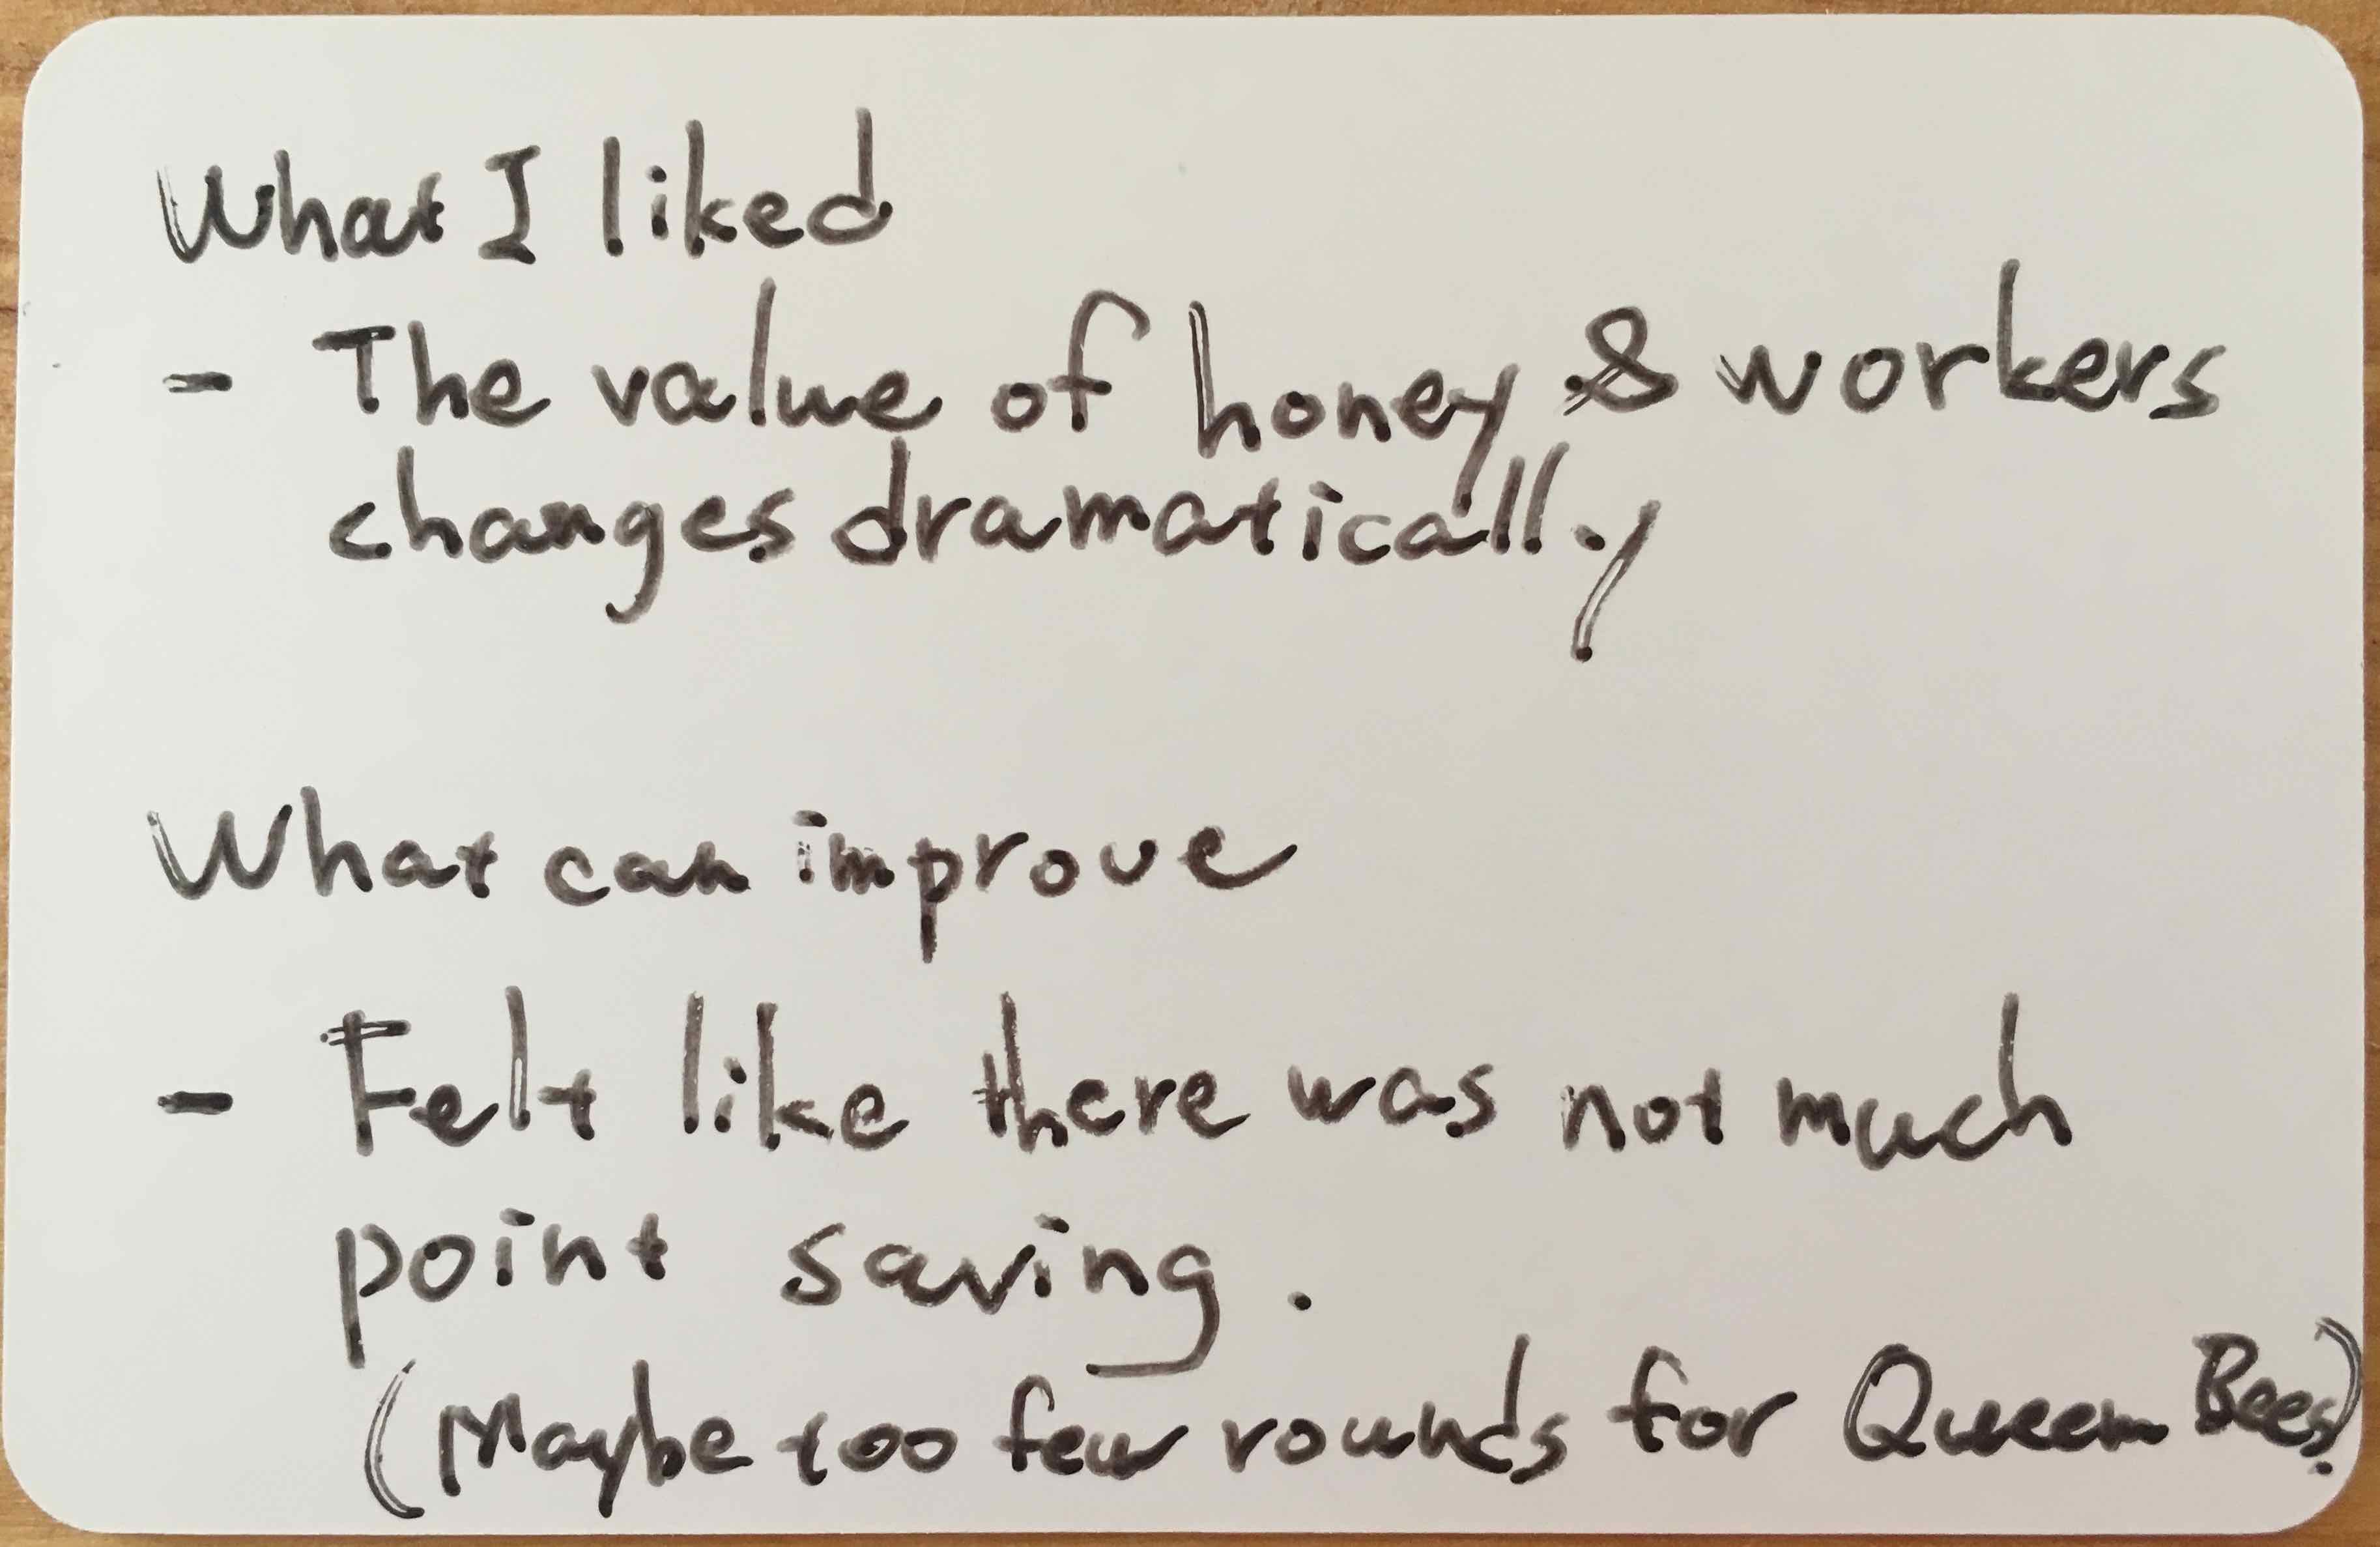 What I liked
- The value of honey & workers
changes dramatically
What can improve
- Felt like there was not much
point saving.
(Maybe too few rounds for Queen Bees.)